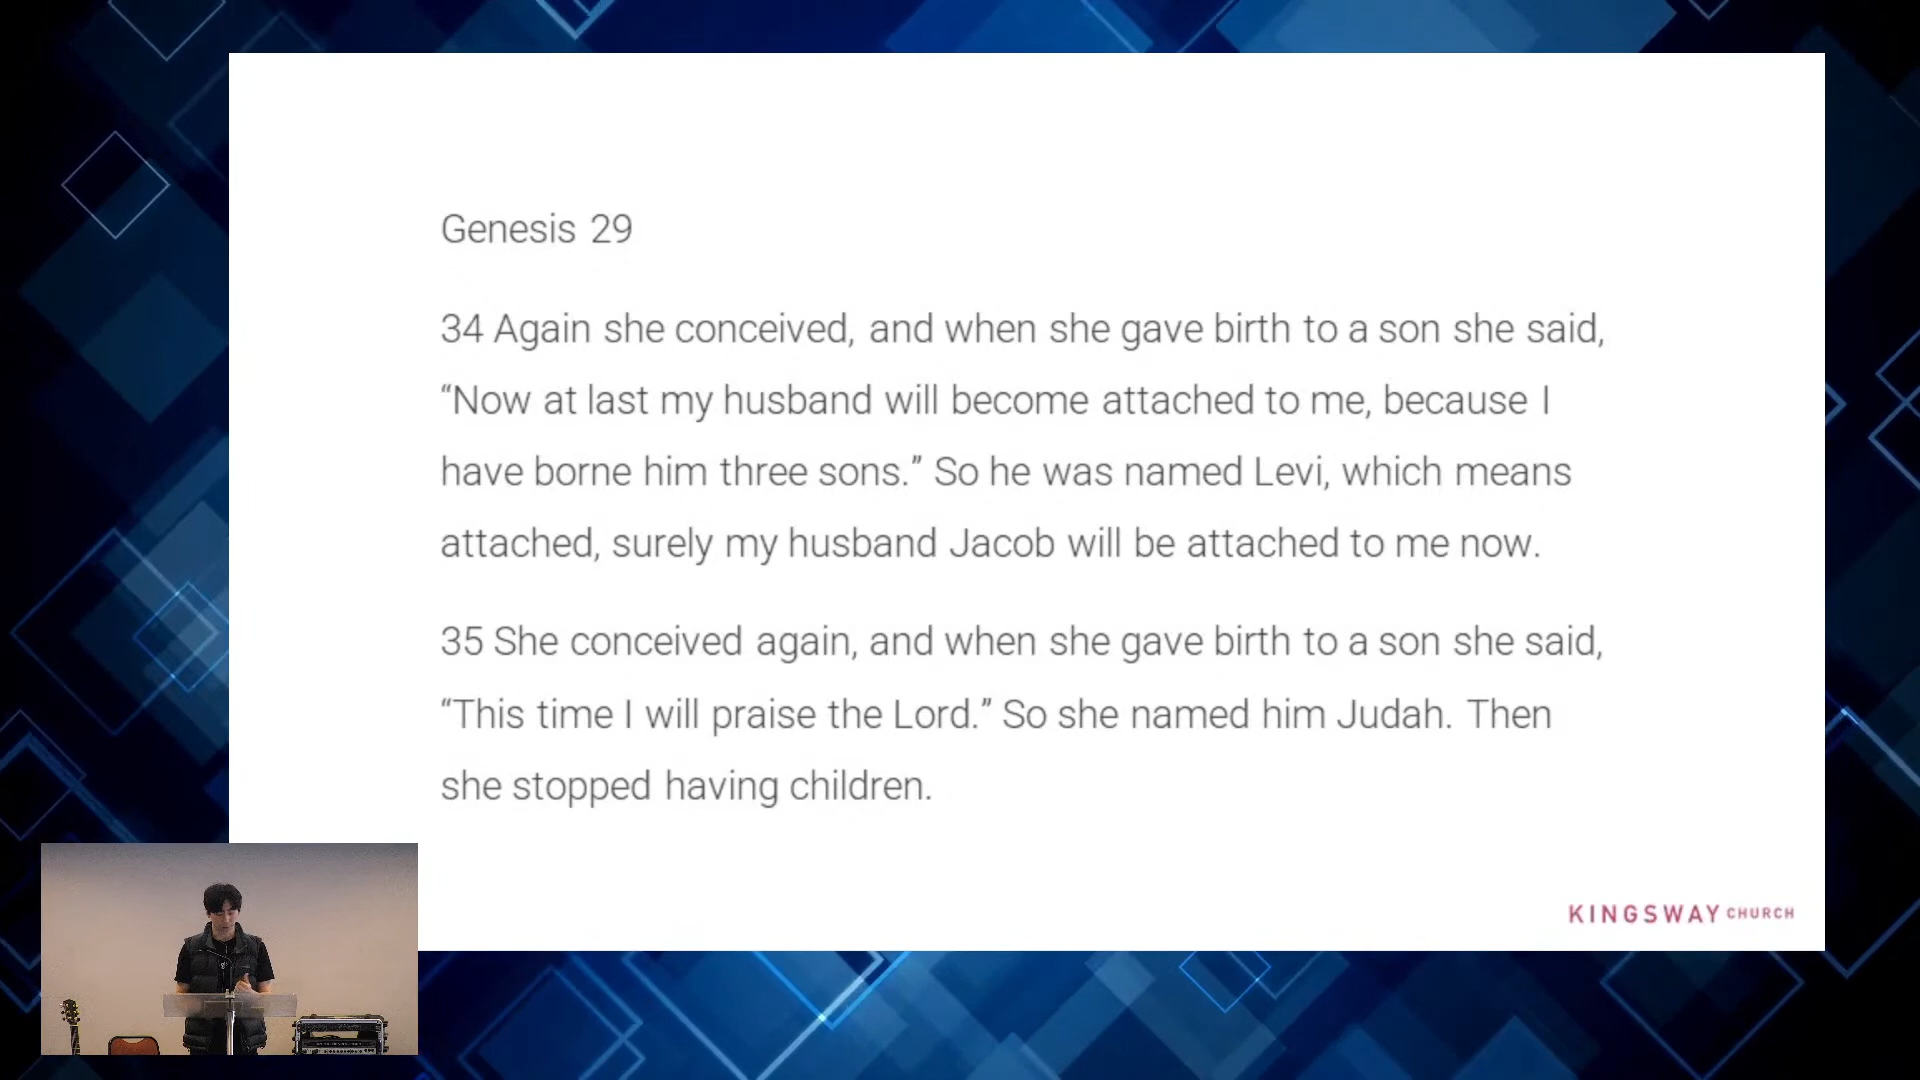 Genesis 29
34 Again she conceived, and when she gave birth to a son she said,
“Now at last my husband will become attached to me, because I
have borne him three sons.” So he was named Levi, which means
attached, surely my husband Jacob will be attached to me now.
35 She conceived again, and when she gave birth to a son she said,
“This time I will praise the Lord.” So she named him Judah. Then
she stopped having children.
KINGSWAY CHURCH